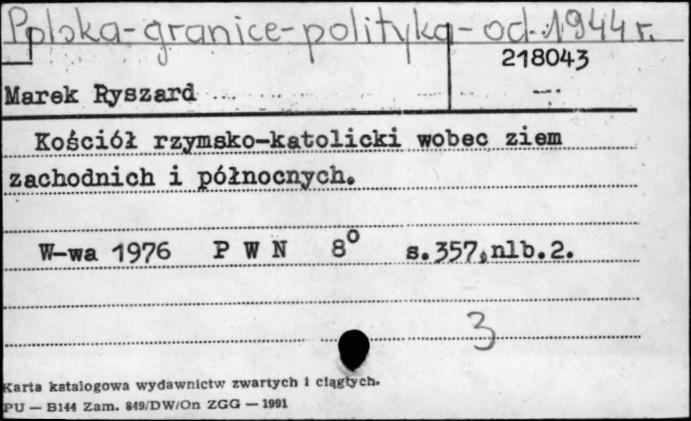 Polska-granice-polityka-od 1944 r.
218043
Marek Ryszard
Kościół rzymsko-katolicki wobec ziem
zachodnich i północnych.
W-wa 1976 P W N 8° s.357,nlb.2.
3
Karta katalogowa wydawnictw zwartych i ciągłych.
PU — B144 Zam. 849/DW/On ZGG — 1991